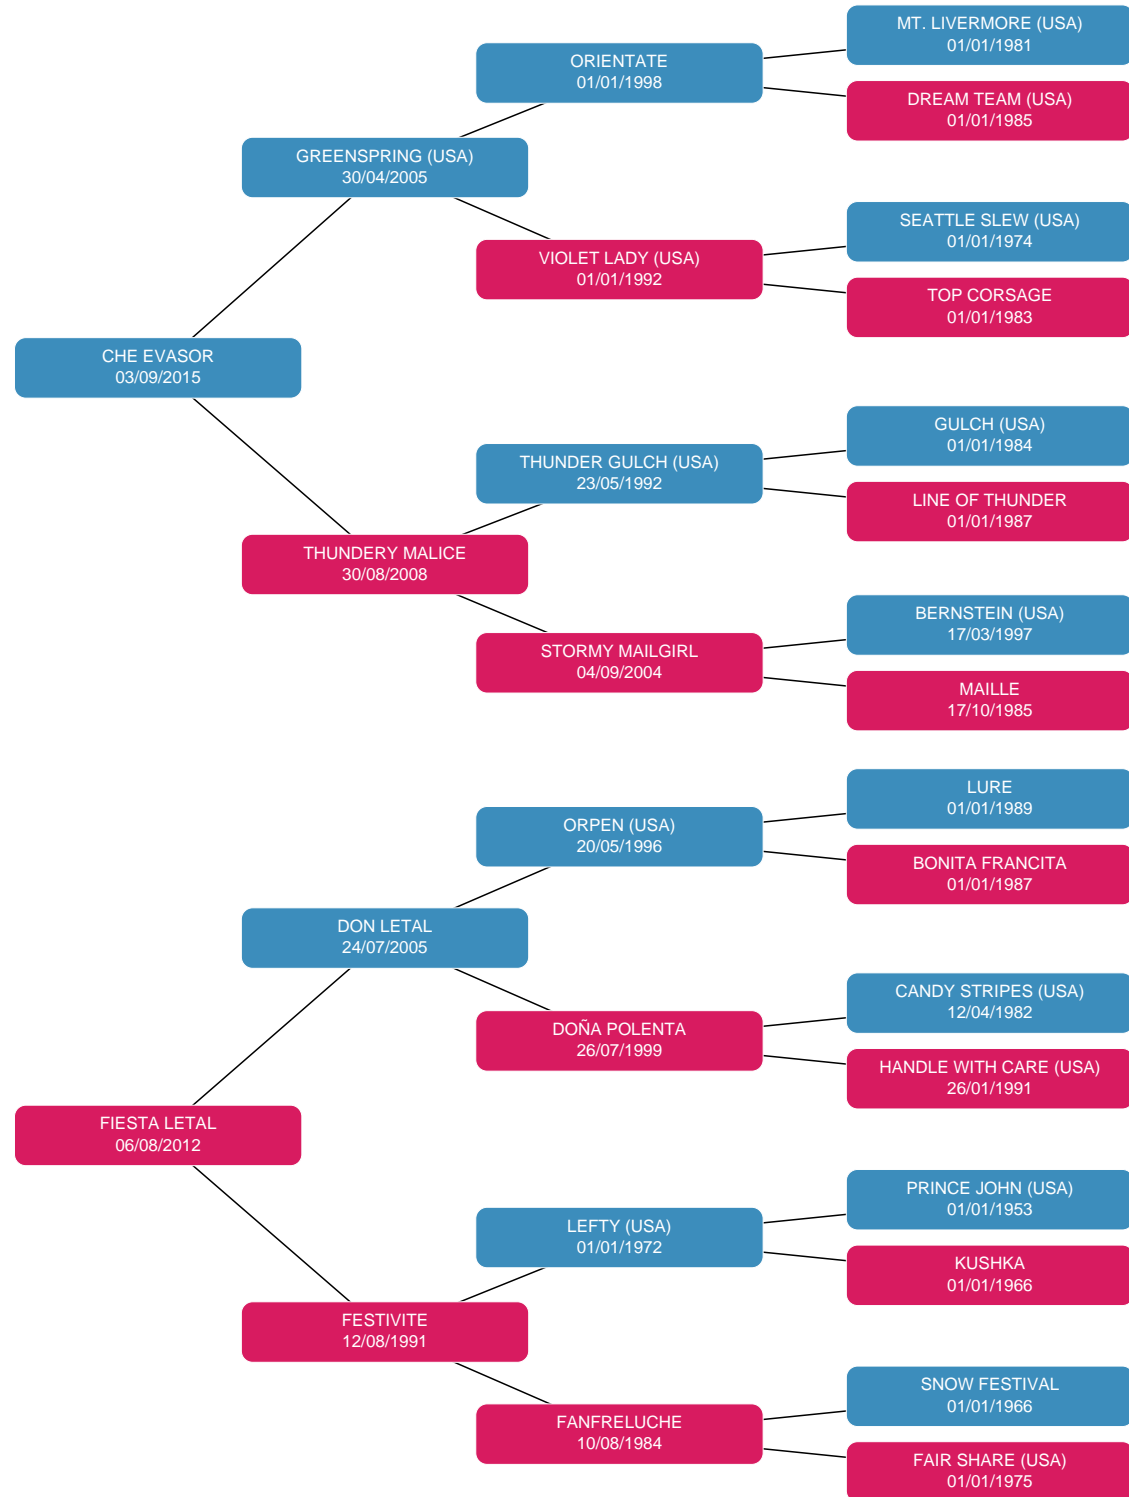 MT. LIVERMORE (USA)
01/01/1981
ORIENTATE
01/01/1998
DREAM TEAM (USA)
01/01/1985
GREENSPRING (USA)
30/04/2005
SEATTLE SLEW (USA)
01/01/1974
VIOLET LADY (USA)
01/01/1992
TOP CORSAGE
01/01/1983
CHE EVASOR
03/09/2015
GULCH (USA)
01/01/1984
THUNDER GULCH (USA)
23/05/1992
LINE OF THUNDER
01/01/1987
THUNDERY MALICE
30/08/2008
BERNSTEIN (USA)
17/03/1997
STORMY MAILGIRL
04/09/2004
MAILLE
17/10/1985
LURE
01/01/1989
ORPEN (USA)
20/05/1996
BONITA FRANCITA
01/01/1987
DON LETAL
24/07/2005
CANDY STRIPES (USA)
12/04/1982
DOÑA POLENTA
26/07/1999
HANDLE WITH CARE (USA)
26/01/1991
FIESTA LETAL
06/08/2012
PRINCE JOHN (USA)
01/01/1953
LEFTY (USA)
01/01/1972
KUSHKA
01/01/1966
FESTIVITE
12/08/1991
SNOW FESTIVAL
01/01/1966
FANFRELUCHE
10/08/1984
FAIR SHARE (USA)
01/01/1975